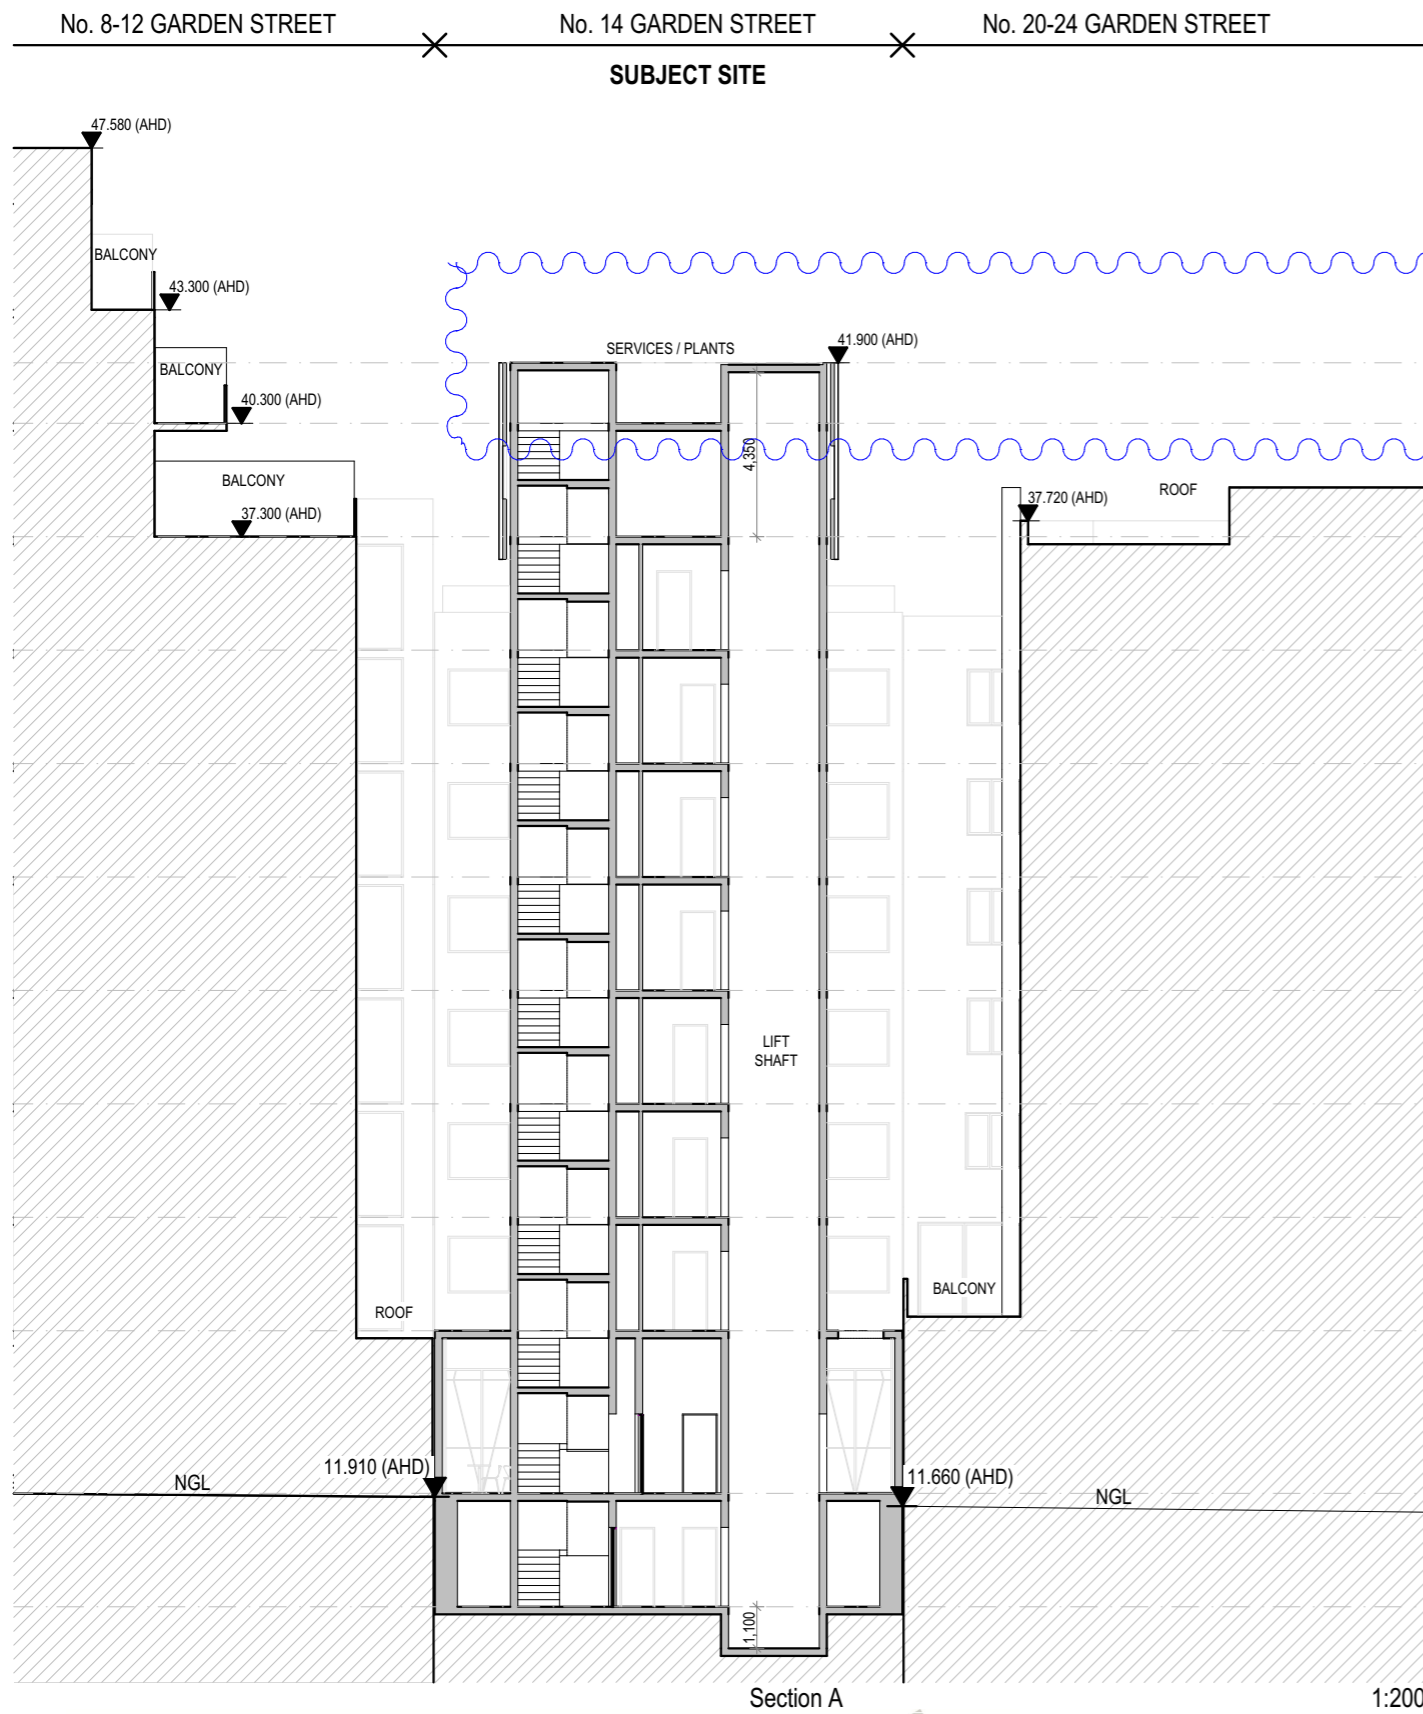 No. 8-12 GARDEN STREET
No. 14 GARDEN STREET
No. 20-24 GARDEN STREET
SUBJECT SITE
47.580 (AHD)
BALCONY
43.300 (AHD)
SERVICES / PLANTS
41.900 (AHD)
BALCONY
40.300 (AHD)
4,350
BALCONY
ROOF
37.720 (AHD)
37.300 (AHD)
LIFT
SHAFT
BALCONY
ROOF
11.910 (AHD)
11.660 (AHD)
NGL
NGL
1,100
Section A
1:200